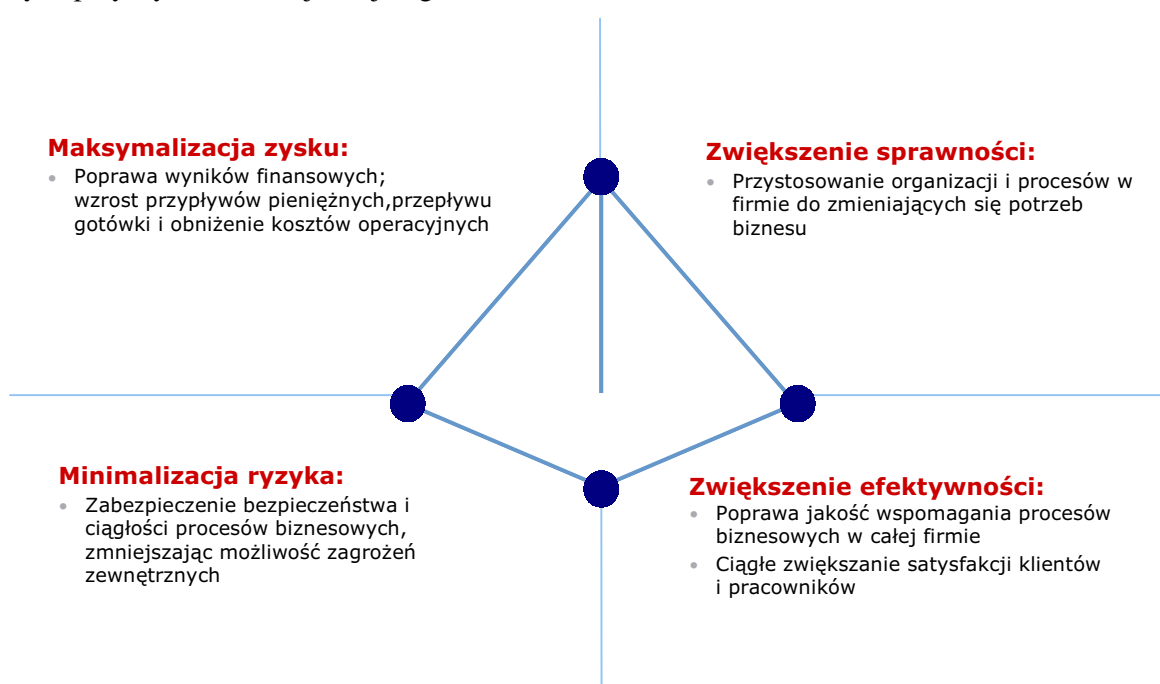 Maksymalizacja zysku:
• Poprawa wyników finansowych;
wzrost przypływów pieniężnych,przepływu
gotówki i obniżenie kosztów operacyjnych
Zwiększenie sprawności:
• Przystosowanie organizacji i procesów w
firmie do zmieniających się potrzeb
biznesu
Minimalizacja ryzyka:
• Zabezpieczenie bezpieczeństwa i
ciągłości procesów biznesowych,
zmniejszając możliwość zagrożeń
zewnętrznych
Zwiększenie efektywności:
• Poprawa jakość wspomagania procesów
biznesowych w całej firmie
• Ciągłe zwiększanie satysfakcji klientów
i pracowników